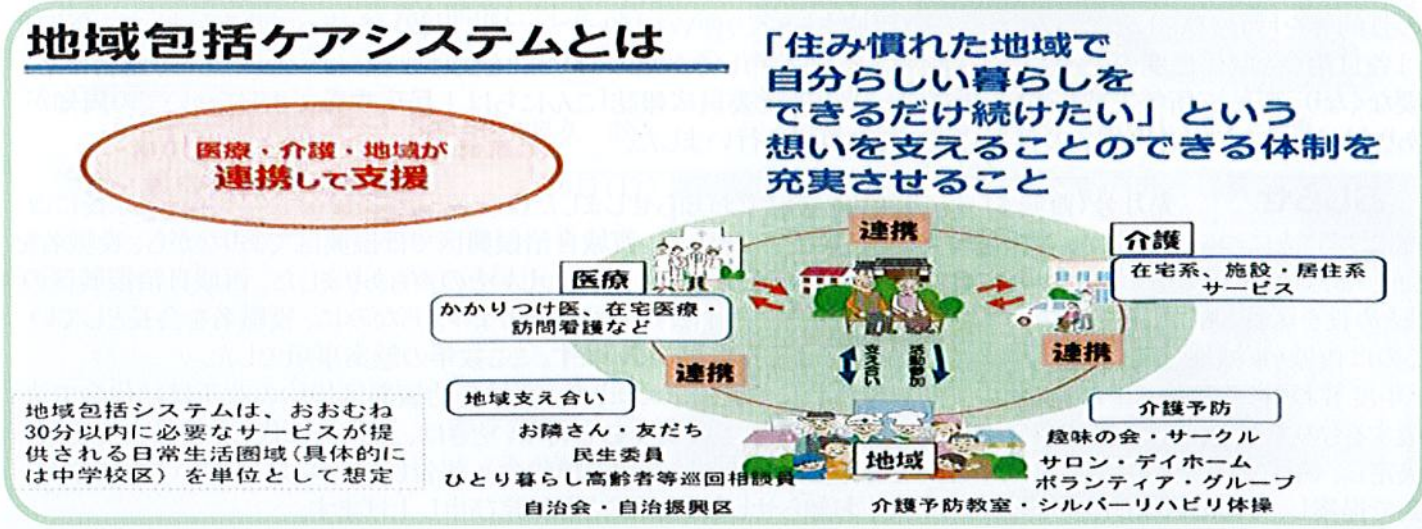 地域包括ケアシステムとは
「住み慣れた地域で
自分らしい暮らしを
できるだけ続けたい」という
想いを支えることのできる体制を
充実させること
医療・介護・地域が
連携して支援
連携
医療
かかりつけ医、在宅医療・
訪問看護など
介護
在宅系、施設・居住系
サービス
連携
連携
支え合い
活動参加
地域支え合い
お隣さん・友だち
民生委員
ひとり暮らし高齢者等巡回相談員
自治会・自治振興区
地域
介護予防
趣味の会・サークル
サロン・デイホーム
ボランティア・グループ
介護予防教室・シルバーリハビリ体操
地域包括システムは、おおむね
30分以内に必要なサービスが提
供される日常生活圏域(具体的に
は中学校区)を単位として想定